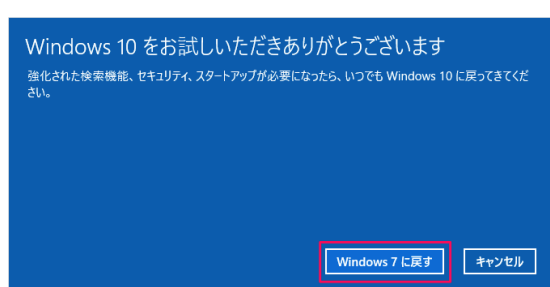 Windows 10 をお試しいただきありがとうございます
強化された検索機能、セキュリティ、スタートアップが必要になったら、いつでも Windows 10 に戻ってきてくだ
さい。
Windows 7 に戻す
キャンセル